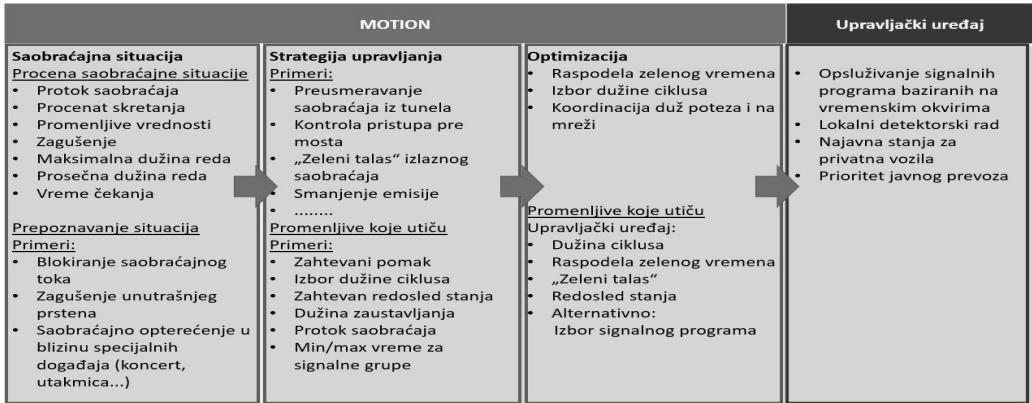 MOTION
Upravljački uređaj
Saobraćajna situacija
Procena saobraćajne situacije
• Protok saobraćaja
• Procenat skretanja
• Promenljive vrednosti
• Zagušenje
• Maksimalna dužina reda
• Prosečna dužina reda
• Vreme čekanja
Prepoznavanje situacija
Primeri:
• Blokiranje saobraćajnog
toka
• Zagušenje unutrašnjeg
prstena
• Saobraćajno opterećenje u
blizinu specijalnih
događaja (koncert,
utakmica...)
Strategija upravljanja
Primeri:
• Preusmeravanje
saobraćaja iz tunela
• Kontrola pristupa pre
mosta
• „Zeleni talas“ izlaznog
saobraćaja
• Smanjenje emisije
• ........
Promenljive koje utiču
Primeri:
• Zahtevani pomak
• Izbor dužine ciklusa
• Zahtevan redosled stanja
• Dužina zaustavljanja
• Protok saobraćaja
• Min/max vreme za
signalne grupe
Optimizacija
• Raspodela zelenog vremena
• Izbor dužine ciklusa
• Koordinacija duž poteza i na
mreži
Promenljive koje utiču
Upravljački uređaj:
• Dužina ciklusa
• Raspodela zelenog vremena
• „Zeleni talas“
• Redosled stanja
• Alternativno:
Izbor signalnog programa
• Opsluživanje signalnih
programa baziranih na
vremenskim okvirima
• Lokalni detektorski rad
• Najavna stanja za
privatna vozila
• Prioritet javnog prevoza